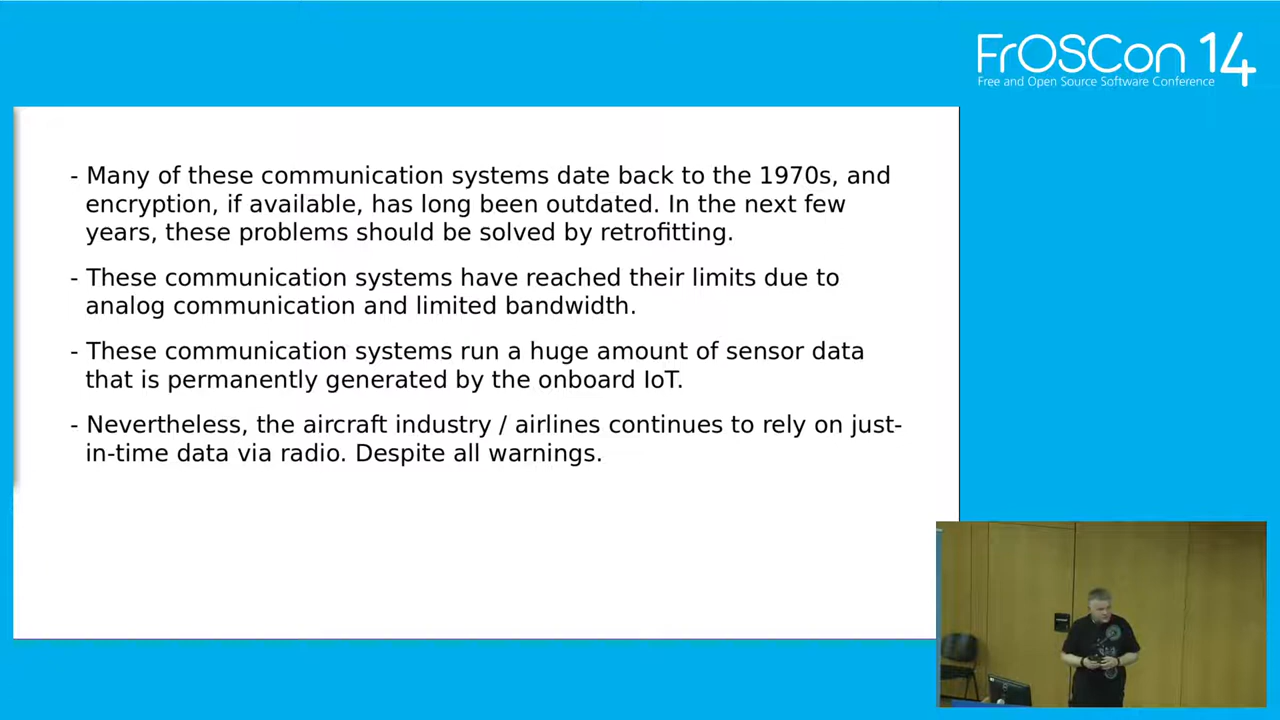 FrOSCon 14
Free and Open Source Software Conference
- Many of these communication systems date back to the 1970s, and
encryption, if available, has long been outdated. In the next few
years, these problems should be solved by retrofitting.
- These communication systems have reached their limits due to
analog communication and limited bandwidth.
- These communication systems run a huge amount of sensor data
that is permanently generated by the onboard IoT.
- Nevertheless, the aircraft industry / airlines continues to rely on just-
in-time data via radio. Despite all warnings.